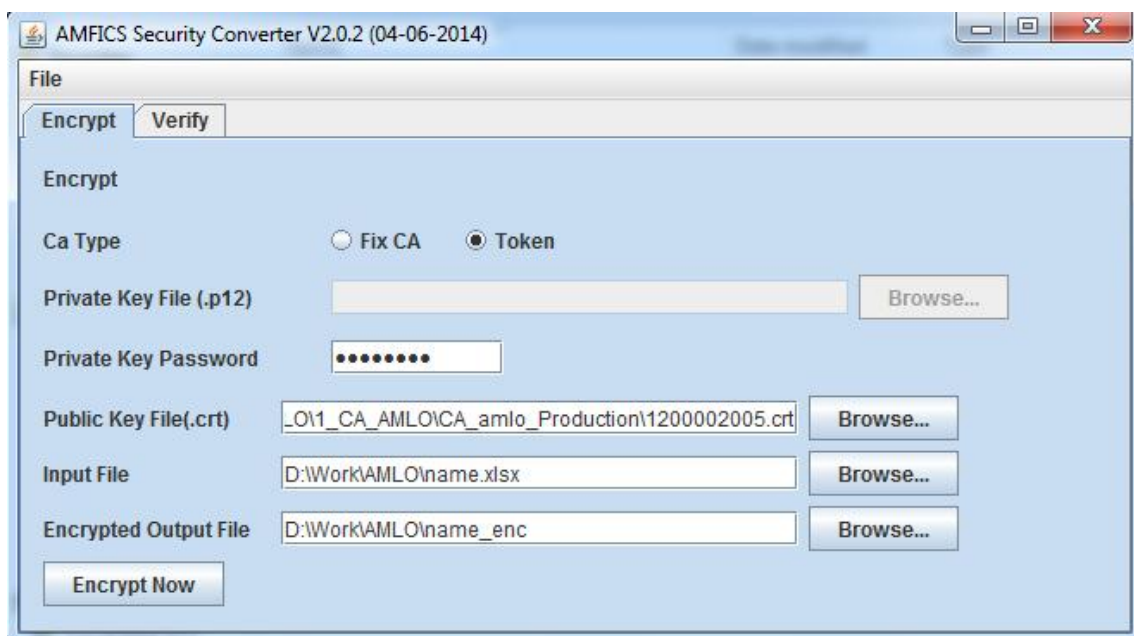 AMFICS Security Converter V2.0.2 (04-06-2014)
File
Encrypt Verify
Encrypt
Ca Type Fix CA Token
Private Key File (.p12) Browse...
Private Key Password ••••••••
Public Key File(.crt) _O\1_CA_AMLO\CA_amlo_Production\1200002005.crt Browse...
Input File D:\Work\AMLO\name.xlsx Browse...
Encrypted Output File D:\Work\AMLO\name_enc Browse...
Encrypt Now